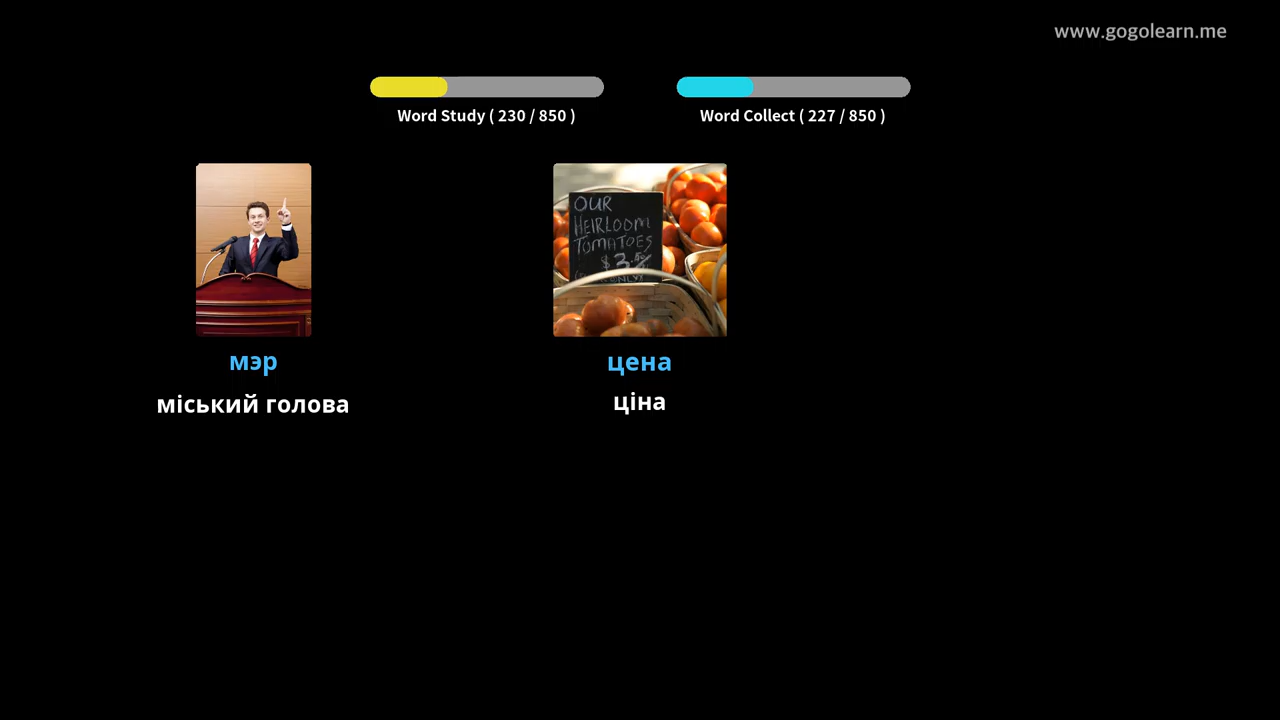 www.gogolearn.me
Word Study ( 230 / 850 )
Word Collect ( 227 / 850 )
OUR
HEIRLOOM
TOMATOES
$3.
мэр
міський голова
цена
ціна